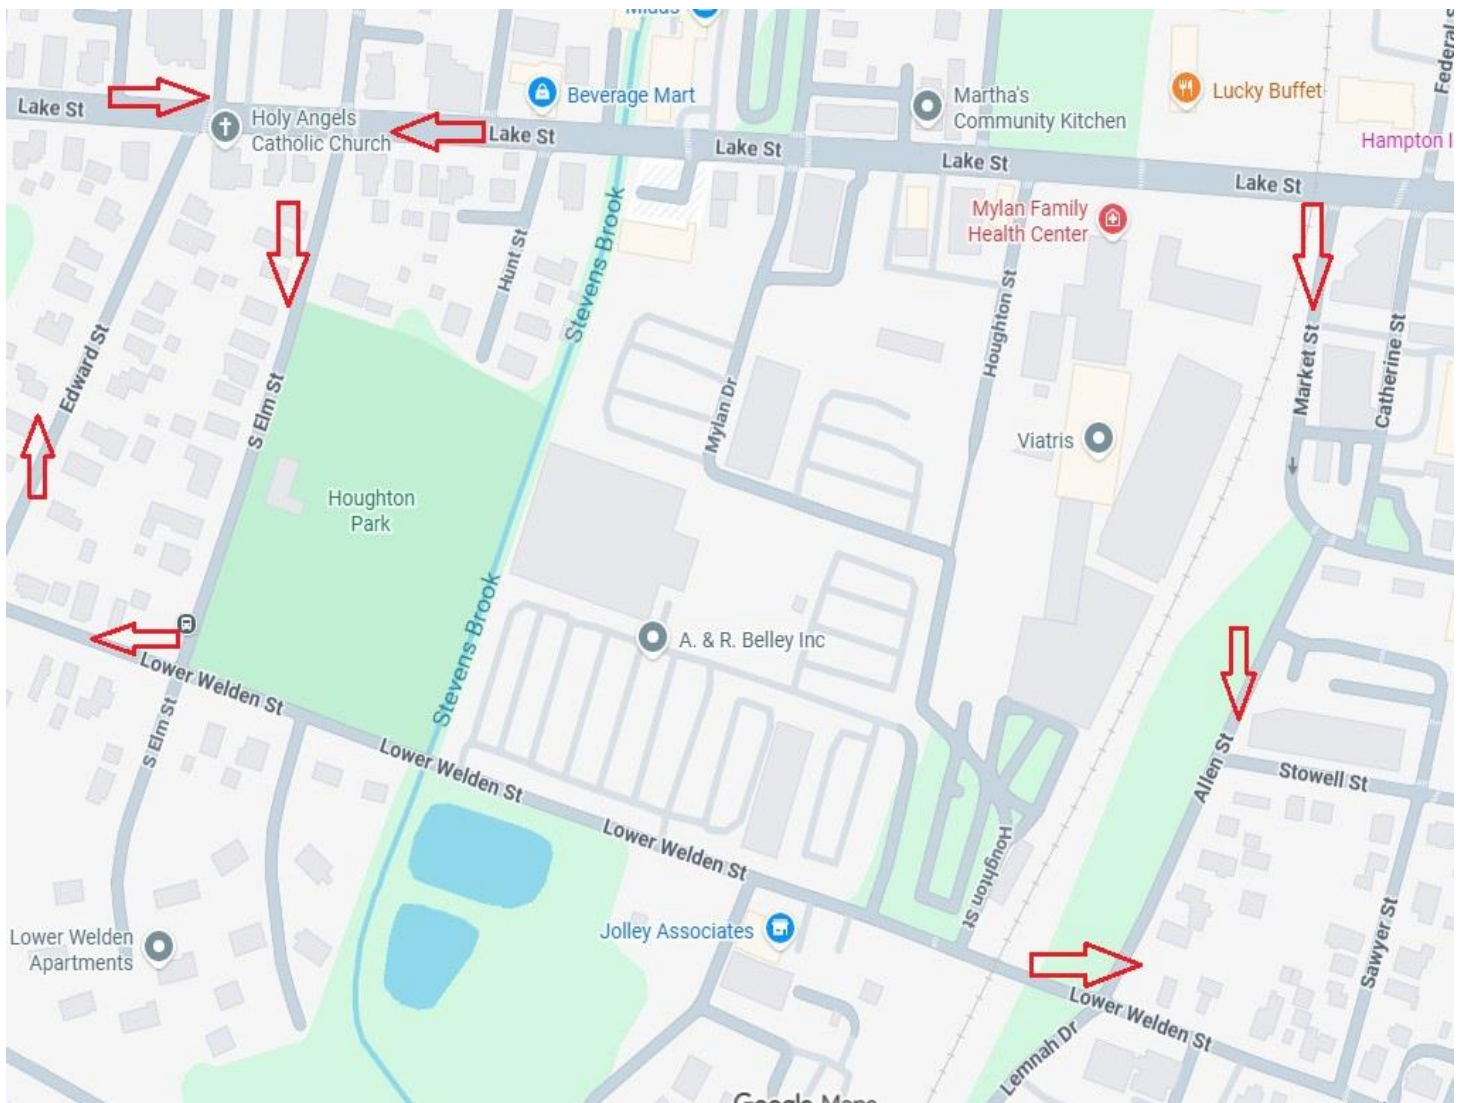 Lake St
Holy Angels
Catholic Church
Beverage Mart
Lake St
Lake St
Martha's
Community Kitchen
Lucky Buffet
Lake St
Lake St
Mylan Family
Health Center
Hunt St
Stevens Brook
Houghton St
Market St
Catherine St
Edward St
S Elm St
Mylan Dr
Viatris
Houghton
Park
Stevens Brook
A. & R. Belley Inc
Lower Welden St
S Elm St
Lower Welden St
Lower Welden St
Allen St
Stowell St
Houghton St
Sawyer St
Lower Welden
Apartments
Jolley Associates
Lower Welden St
Lemnah Dr